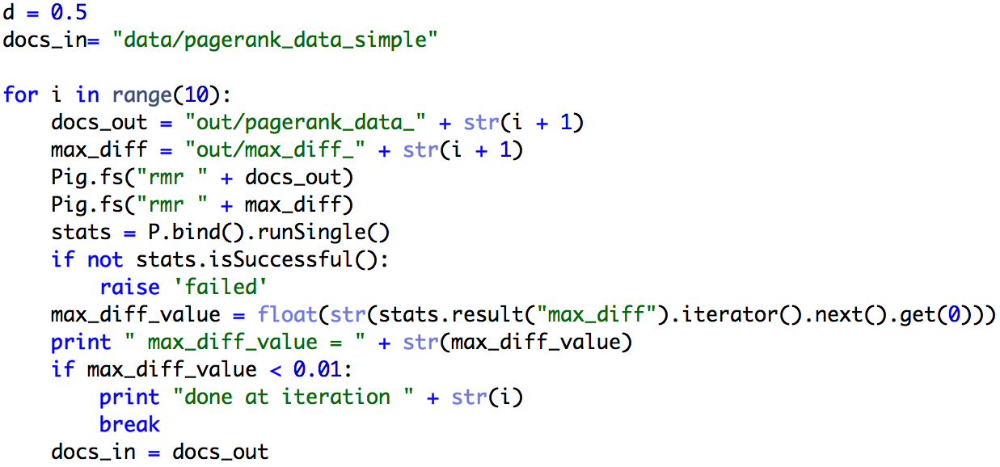 d = 0.5
docs_in= "data/pagerank_data_simple"

for i in range(10):
    docs_out = "out/pagerank_data_" + str(i + 1)
    max_diff = "out/max_diff_" + str(i + 1)
    Pig.fs("rmr " + docs_out)
    Pig.fs("rmr " + max_diff)
    stats = P.bind().runSingle()
    if not stats.isSuccessful():
        raise 'failed'
    max_diff_value = float(str(stats.result("max_diff").iterator().next().get(0)))
    print " max_diff_value = " + str(max_diff_value)
    if max_diff_value < 0.01:
        print "done at iteration " + str(i)
        break
    docs_in = docs_out